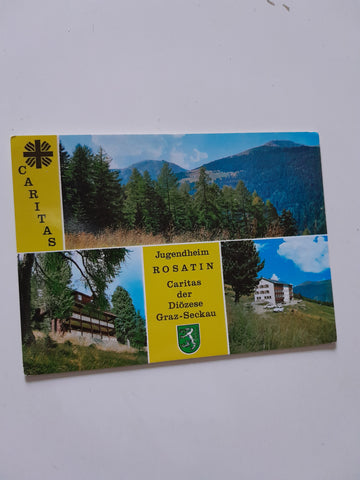 CARITAS
Jugendheim
ROSATIN
Caritas
der
Diözese
Graz-Seckau